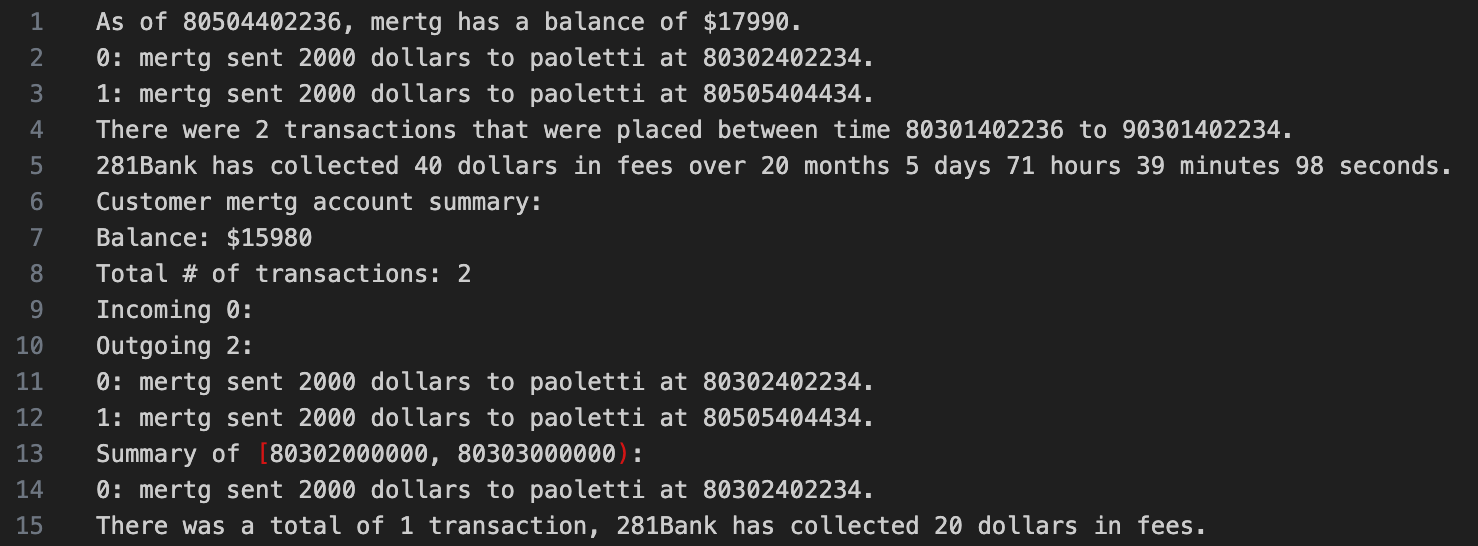 1 As of 80504402236, mertg has a balance of $17990.
2 0: mertg sent 2000 dollars to paoletti at 80302402234.
3 1: mertg sent 2000 dollars to paoletti at 80505404434.
4 There were 2 transactions that were placed between time 80301402236 to 90301402234.
5 281Bank has collected 40 dollars in fees over 20 months 5 days 71 hours 39 minutes 98 seconds.
6 Customer mertg account summary:
7 Balance: $15980
8 Total # of transactions: 2
9 Incoming 0:
10 Outgoing 2:
11 0: mertg sent 2000 dollars to paoletti at 80302402234.
12 1: mertg sent 2000 dollars to paoletti at 80505404434.
13 Summary of [80302000000, 80303000000):
14 0: mertg sent 2000 dollars to paoletti at 80302402234.
15 There was a total of 1 transaction, 281Bank has collected 20 dollars in fees.